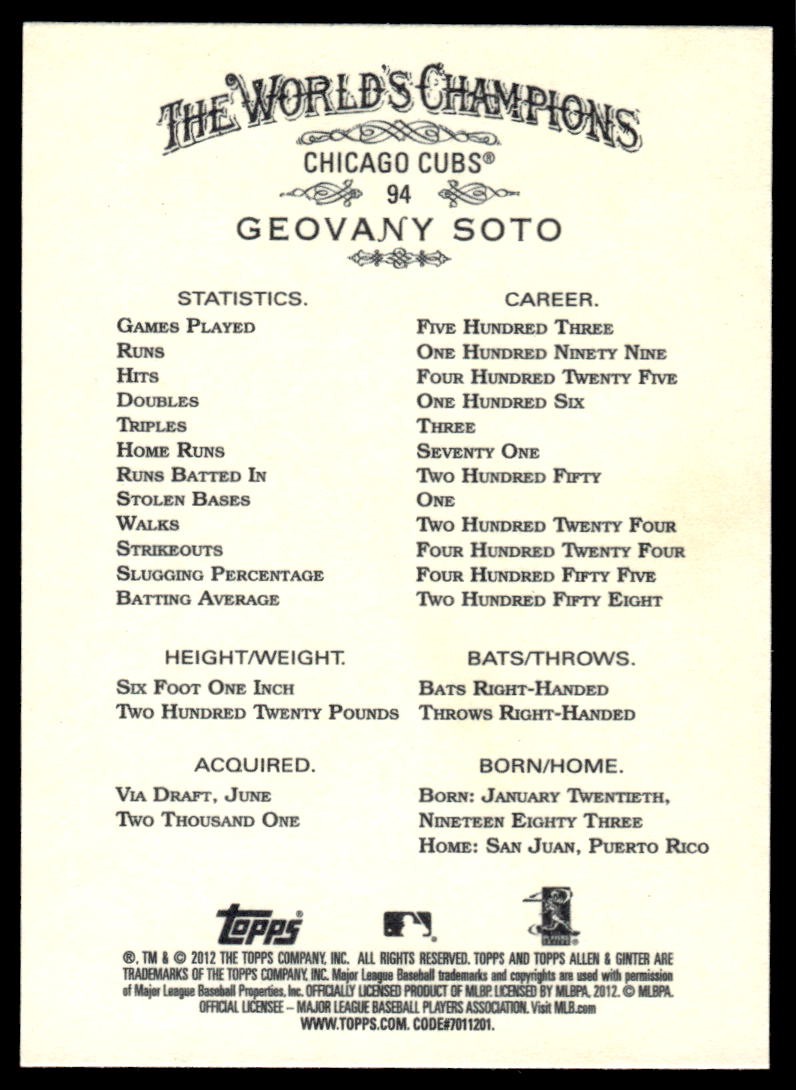 THE WORLD'S CHAMPIONS
CHICAGO CUBS®
94
GEOVANY SOTO
STATISTICS. CAREER.
GAMES PLAYED FIVE HUNDRED THREE
RUNS ONE HUNDRED NINETY NINE
HITS FOUR HUNDRED TWENTY FIVE
DOUBLES ONE HUNDRED SIX
TRIPLES THREE
HOME RUNS SEVENTY ONE
RUNS BATTED IN TWO HUNDRED FIFTY
STOLEN BASES ONE
WALKS TWO HUNDRED TWENTY FOUR
STRIKEOUTS FOUR HUNDRED TWENTY FOUR
SLUGGING PERCENTAGE FOUR HUNDRED FIFTY FIVE
BATTING AVERAGE TWO HUNDRED FIFTY EIGHT
HEIGHT/WEIGHT. BATS/THROWS.
SIX FOOT ONE INCH BATS RIGHT-HANDED
TWO HUNDRED TWENTY POUNDS THROWS RIGHT-HANDED
ACQUIRED. BORN/HOME.
VIA DRAFT, JUNE BORN: JANUARY TWENTIETH,
TWO THOUSAND ONE NINETEEN EIGHTY THREE
HOME: SAN JUAN, PUERTO RICO
Topps®
®, TM & © 2012 THE TOPPS COMPANY, INC. ALL RIGHTS RESERVED. TOPPS AND TOPPS ALLEN & GINTER ARE
TRADEMARKS OF THE TOPPS COMPANY, INC. Major League Baseball trademarks and copyrights are used with permission
of Major League Baseball Properties, Inc. OFFICIALLY LICENSED PRODUCT OF MLBP. LICENSED BY MLBPA, 2012. © MLBPA.
OFFICIAL LICENSEE – MAJOR LEAGUE BASEBALL PLAYERS ASSOCIATION. Visit MLB.com
WWW.TOPPS.COM. CODE#7011201.